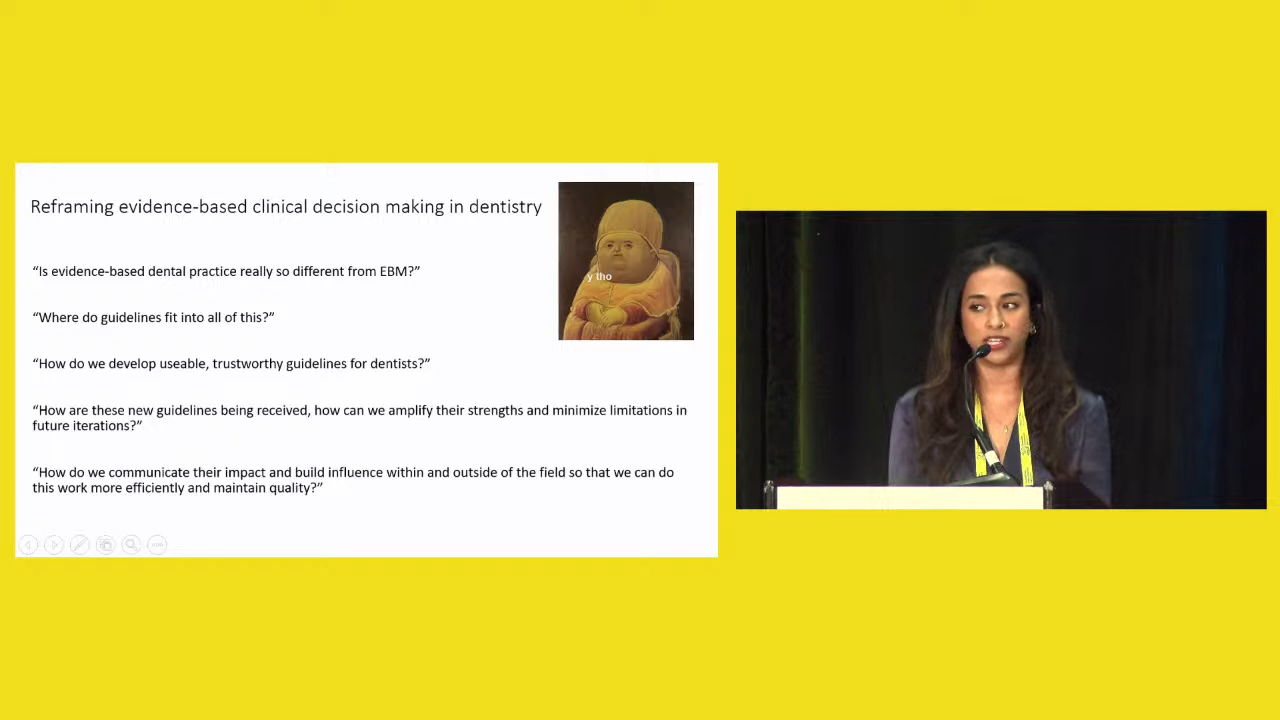 Reframing evidence-based clinical decision making in dentistry
y tho
“Is evidence-based dental practice really so different from EBM?”
“Where do guidelines fit into all of this?”
“How do we develop useable, trustworthy guidelines for dentists?”
“How are these new guidelines being received, how can we amplify their strengths and minimize limitations in
future iterations?”
“How do we communicate their impact and build influence within and outside of the field so that we can do
this work more efficiently and maintain quality?”